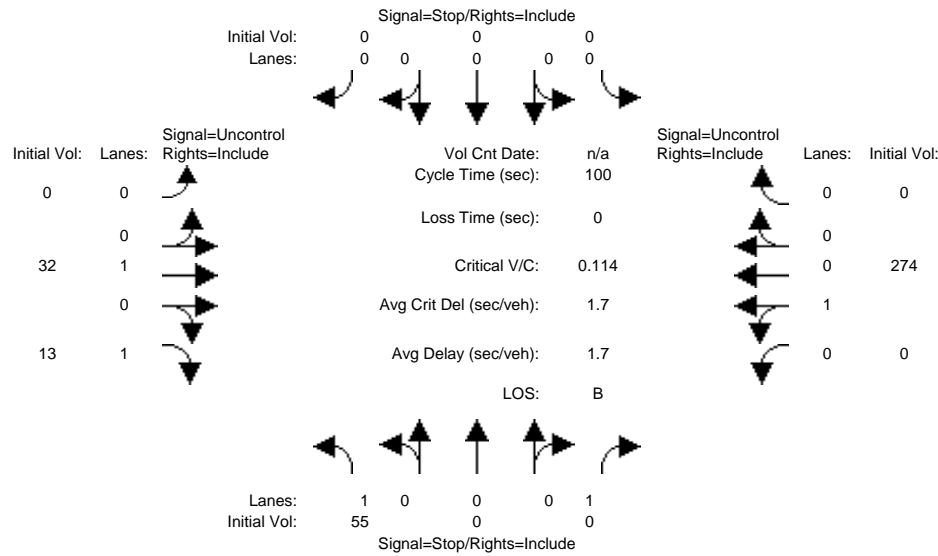 Signal=Stop/Rights=Include
Initial Vol: 0 0 0
Lanes: 0 0 0 0 0
Signal=Uncontrol Signal=Uncontrol
Initial Vol: Lanes: Rights=Include Vol Cnt Date: n/a Rights=Include Lanes: Initial Vol:
Cycle Time (sec): 100
0 0 0 0
Loss Time (sec): 0
0 0
32 1 Critical V/C: 0.114 0 274
0 Avg Crit Del (sec/veh): 1.7 1
13 1 Avg Delay (sec/veh): 1.7 0 0
LOS: B
Lanes: 1 0 0 0 1
Initial Vol: 55 0 0
Signal=Stop/Rights=Include